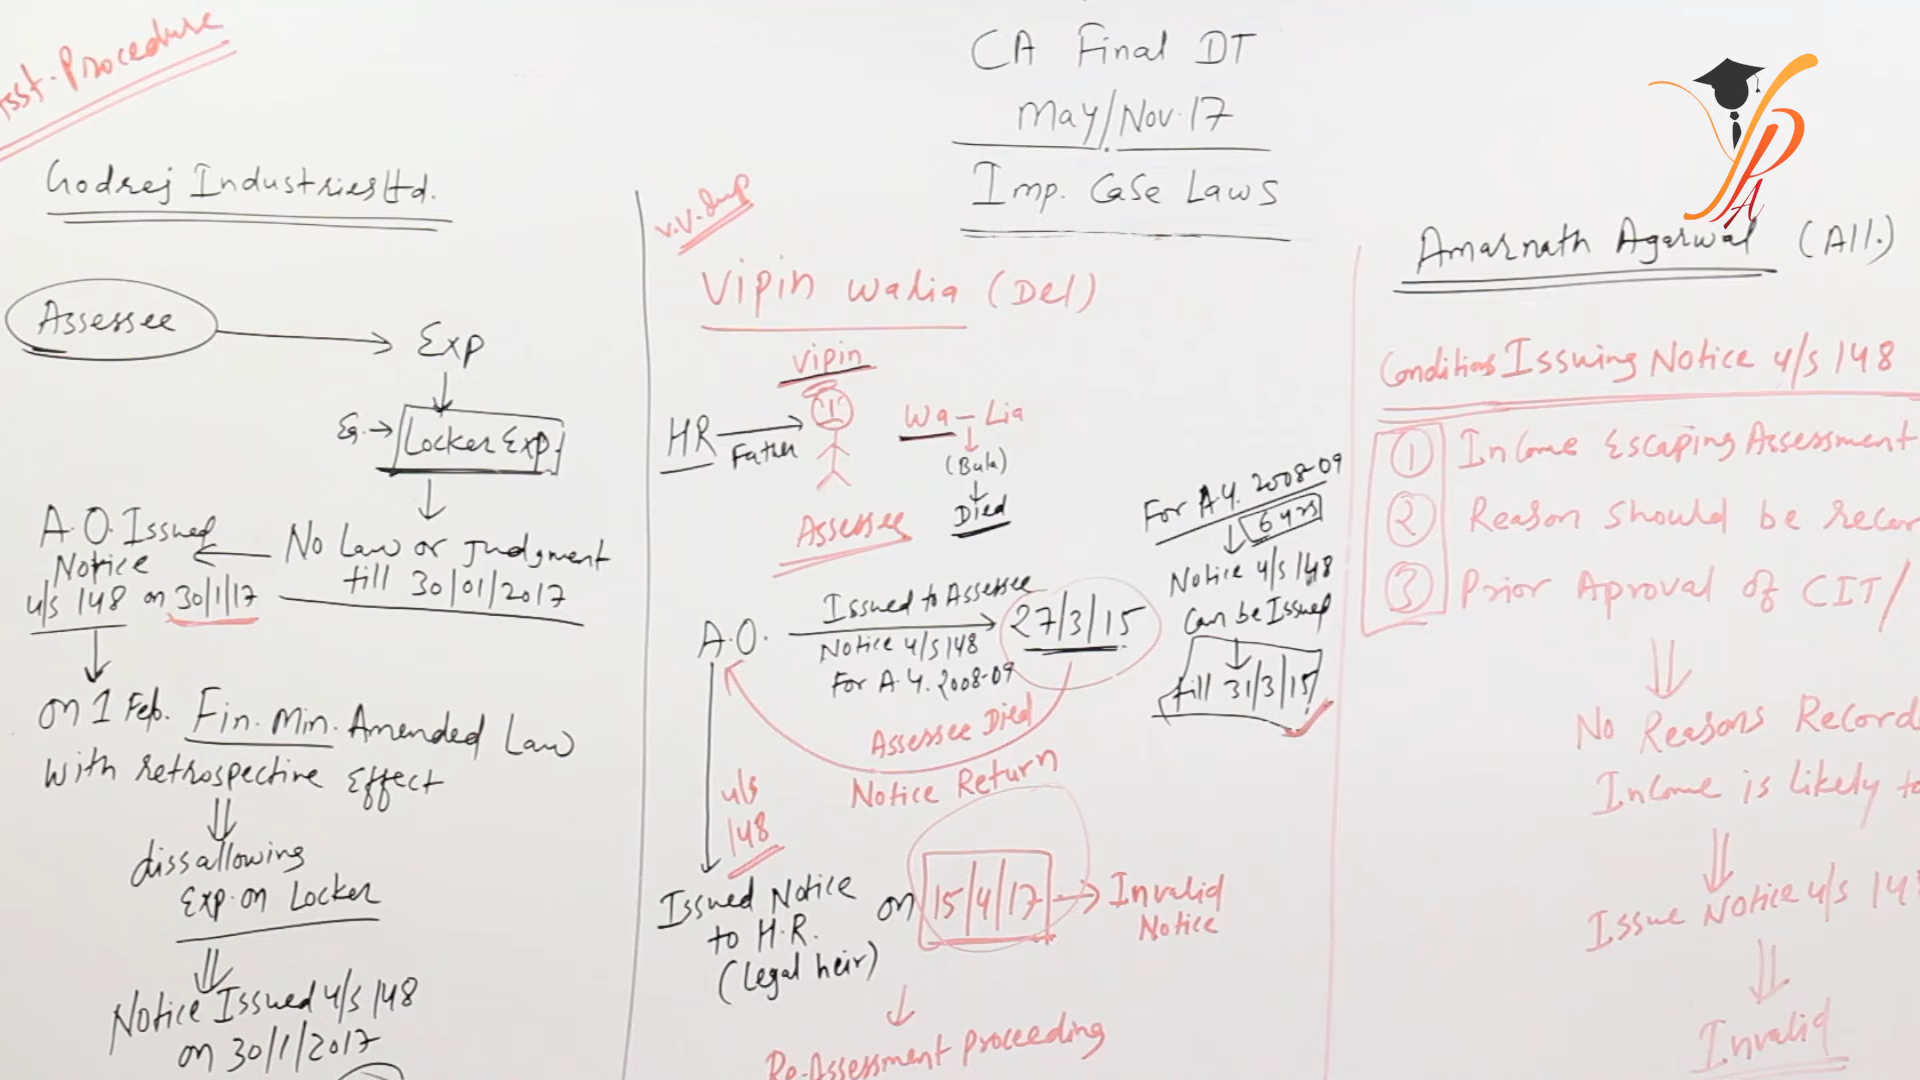 Asst. Procedure
CA Final DT
May/Nov.17
Imp. Case Laws
Godrej Industries Ltd.
Assessee
Exp
Eg.
Locker Exp.
No Law or Judgment
till 30/01/2017
A.O. Issued
Notice
u/s 148 on 30/1/17
on 1 Feb. Fin. Min. Amended Law
With retrospective Effect
dissallowing
Exp. on Locker
Notice Issued u/s 148
on 30/1/2017
V.V. Imp
Vipin Walia (Del)
Vipin
HR
Father
Wa - Lia
(Bula)
Died
Assessee
For A.Y. 2008-09
6 yrs
Notice u/s 148
Can be Issued
till 31/3/15
A.O.
Issued to Assessee
Notice u/s 148
For A.Y. 2008-09
27/3/15
Assessee Died
Notice Return
u/s
148
Issued Notice
to H.R.
(Legal heir)
on 15/4/17
Invalid
Notice
Re-Assessment Proceeding
YPA
Amarnath Agarwal (All.)
Conditions Issuing Notice u/s 148
1 Income Escaping Assessment
2 Reason should be recor
3 Prior Aproval of CIT/
No Reasons Record
Income is likely to
Issue Notice u/s 148
Invalid